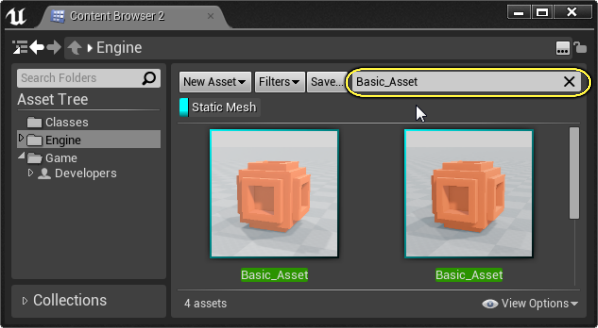 Content Browser 2
Engine
Search Folders
New Asset Filters Save... Basic_Asset
Asset Tree
Static Mesh
Classes
Engine
Game
Developers
Basic_Asset Basic_Asset
Collections
4 assets View Options